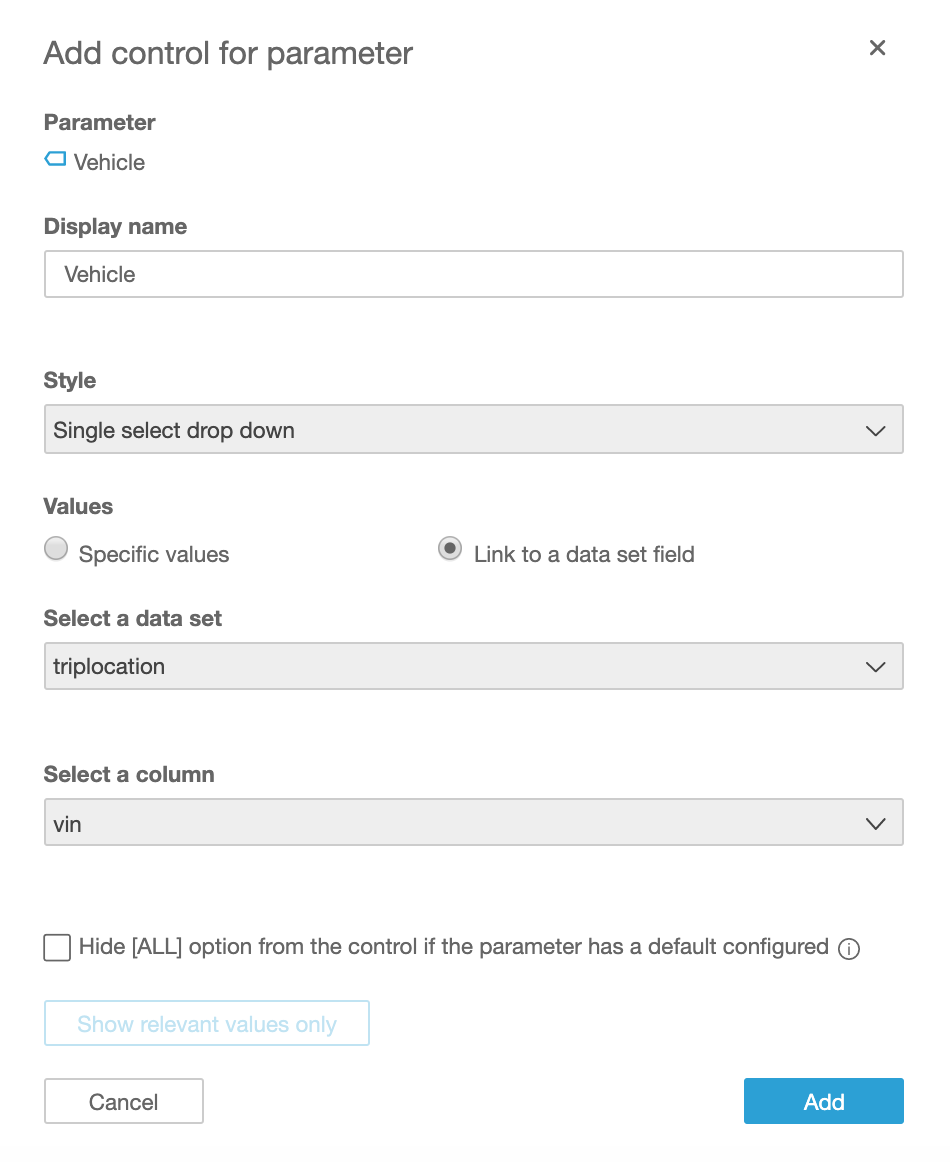 Add control for parameter
Parameter
Vehicle
Display name
Vehicle
Style
Single select drop down
Values
Specific values
Link to a data set field
Select a data set
triplocation
Select a column
vin
Hide [ALL] option from the control if the parameter has a default configured
Show relevant values only
Cancel
Add